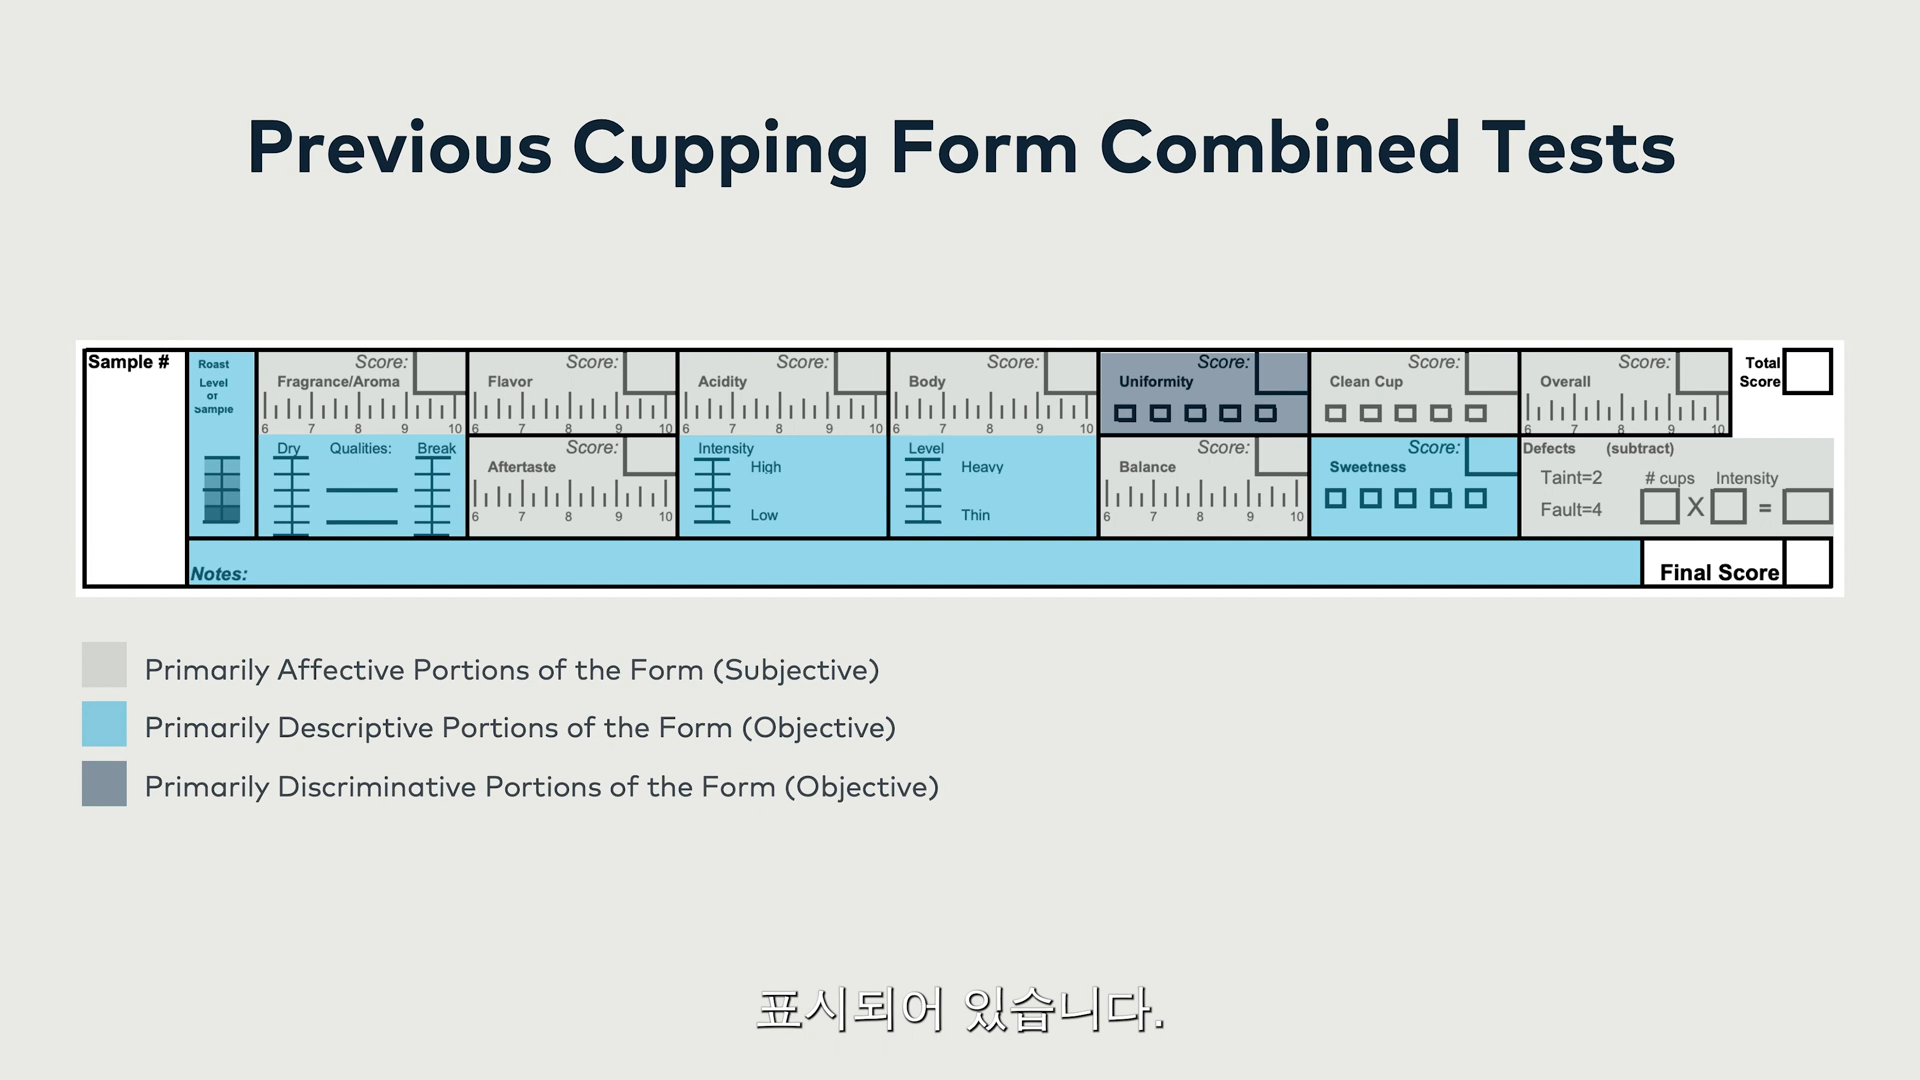 Previous Cupping Form Combined Tests
Sample #
Roast
Level
of
Sample
Score:
Fragrance/Aroma
6 7 8 9 10
Dry Qualities: Break
Score:
Flavor
6 7 8 9 10
Score:
Aftertaste
6 7 8 9 10
Score:
Acidity
6 7 8 9 10
Intensity
High
Low
Score:
Body
6 7 8 9 10
Level
Heavy
Thin
Score:
Uniformity
Score:
Balance
6 7 8 9 10
Score:
Clean Cup
Score:
Sweetness
Score:
Overall
6 7 8 9 10
Defects (subtract)
Taint=2 # cups Intensity
Fault=4 X =
Total
Score
Notes:
Final Score
Primarily Affective Portions of the Form (Subjective)
Primarily Descriptive Portions of the Form (Objective)
Primarily Discriminative Portions of the Form (Objective)
표시되어 있습니다.